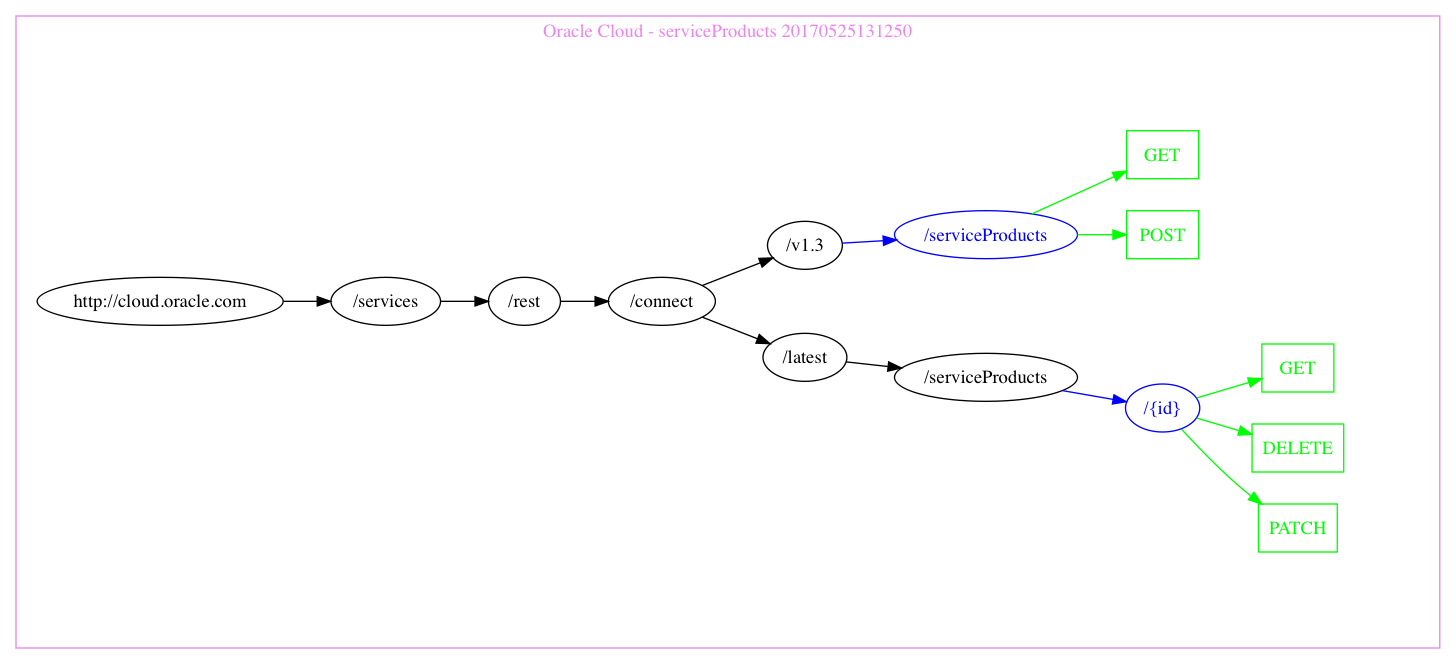 Oracle Cloud - serviceProducts 20170525131250
http://cloud.oracle.com
/services
/rest
/connect
/v1.3
/serviceProducts
GET
POST
/latest
/serviceProducts
/{id}
GET
DELETE
PATCH